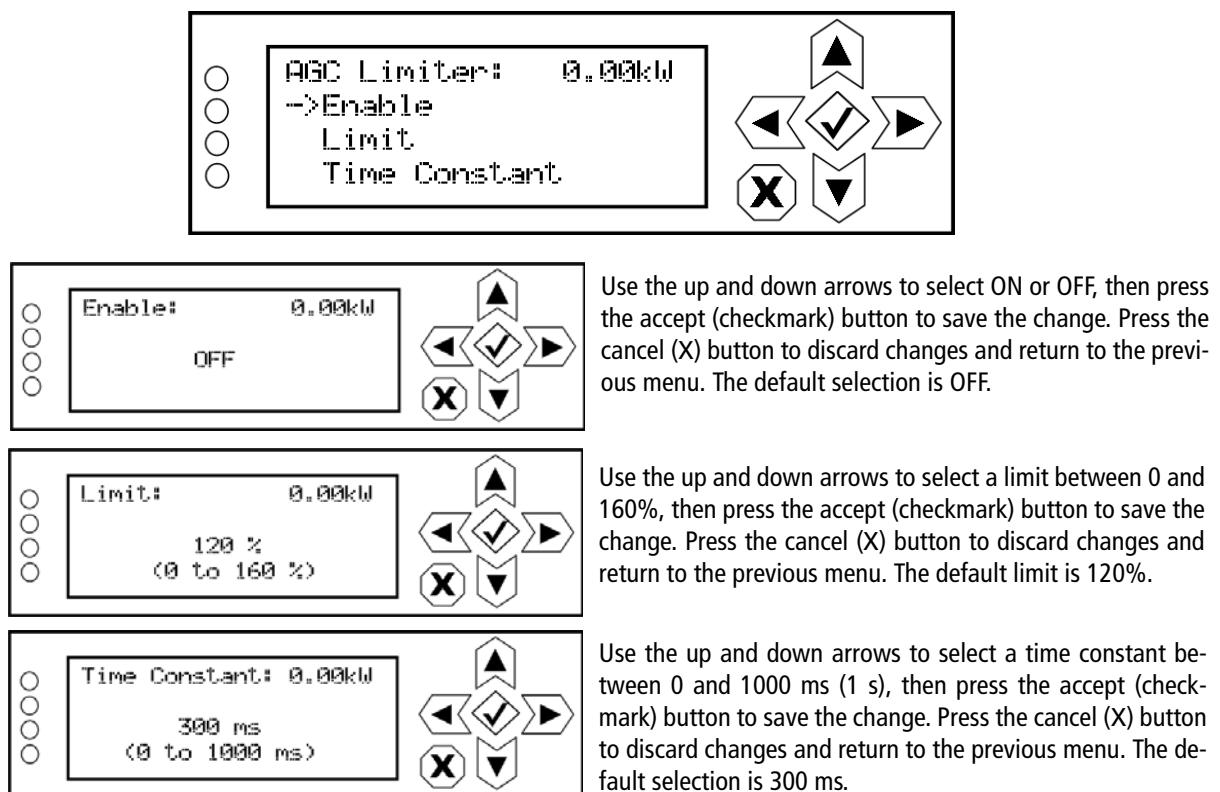 AGC Limiter: 0.00kW
->Enable
Limit
Time Constant
X
Enable: 0.00kW
OFF
X
Use the up and down arrows to select ON or OFF, then press
the accept (checkmark) button to save the change. Press the
cancel (X) button to discard changes and return to the previ-
ous menu. The default selection is OFF.
Limit: 0.00kW
120 %
(0 to 160 %)
X
Use the up and down arrows to select a limit between 0 and
160%, then press the accept (checkmark) button to save the
change. Press the cancel (X) button to discard changes and
return to the previous menu. The default limit is 120%.
Time Constant: 0.00kW
300 ms
(0 to 1000 ms)
X
Use the up and down arrows to select a time constant be-
tween 0 and 1000 ms (1 s), then press the accept (check-
mark) button to save the change. Press the cancel (X) button
to discard changes and return to the previous menu. The de-
fault selection is 300 ms.